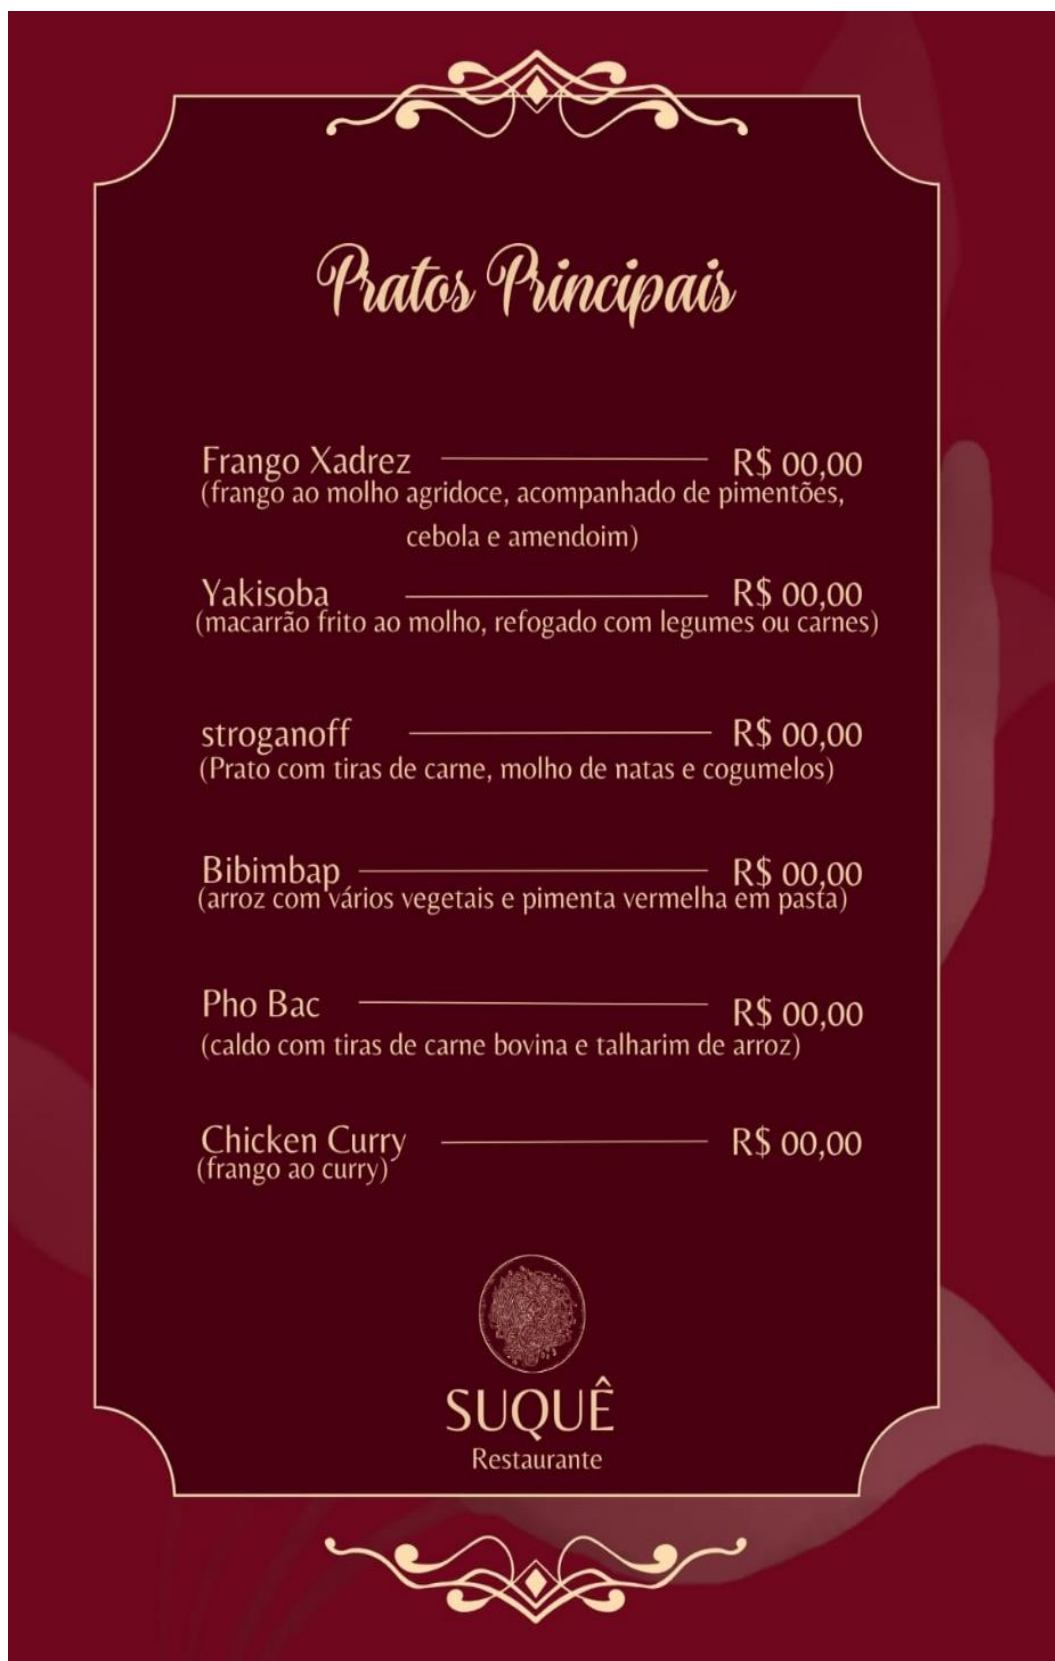 Pratos Principais
Frango Xadrez R$ 00,00
(frango ao molho agridoce, acompanhado de pimentões,
cebola e amendoim)
Yakisoba R$ 00,00
(macarrão frito ao molho, refogado com legumes ou carnes)
stroganoff R$ 00,00
(Prato com tiras de carne, molho de natas e cogumelos)
Bibimbap R$ 00,00
(arroz com vários vegetais e pimenta vermelha em pasta)
Pho Bac R$ 00,00
(caldo com tiras de carne bovina e talharim de arroz)
Chicken Curry R$ 00,00
(frango ao curry)
SUQUÊ
Restaurante